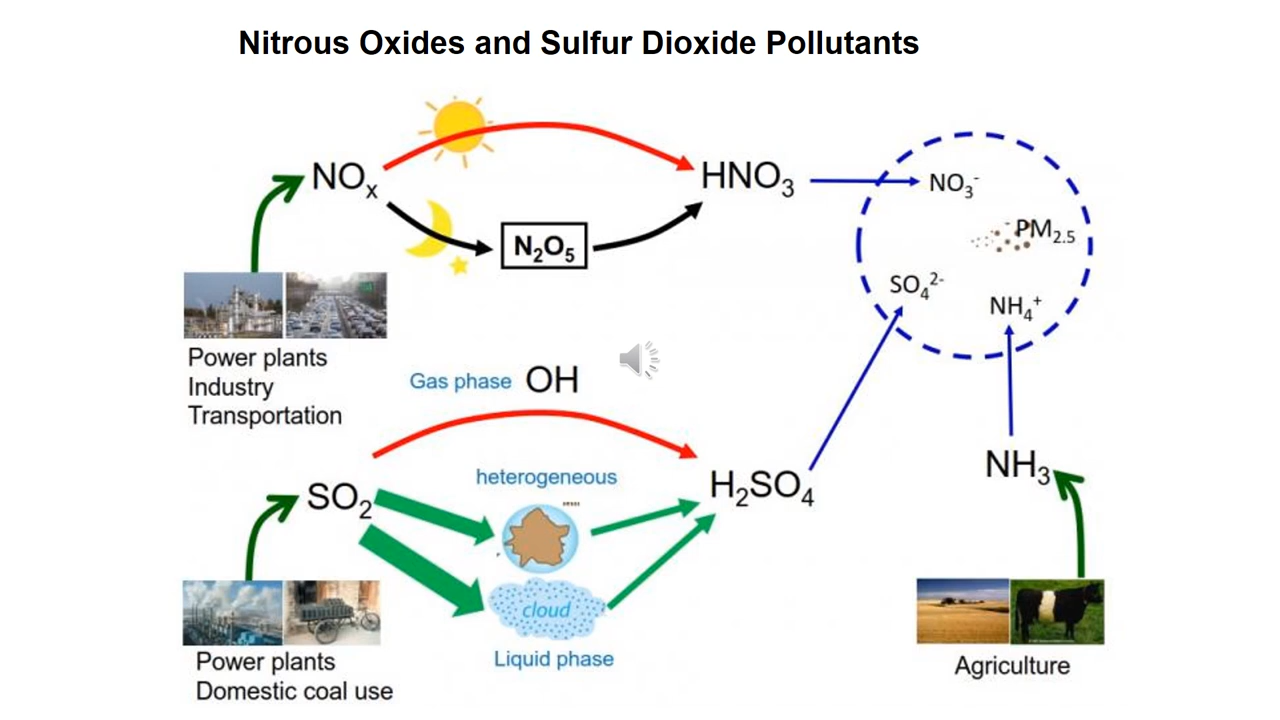 Nitrous Oxides and Sulfur Dioxide Pollutants
NOₓ
HNO₃
NO₃⁻
N₂O₅
PM₂.₅
SO₄²⁻
NH₄⁺
Power plants
Industry
Transportation
Gas phase OH
heterogeneous
SO₂
H₂SO₄
NH₃
cloud
Liquid phase
Power plants
Domestic coal use
Agriculture